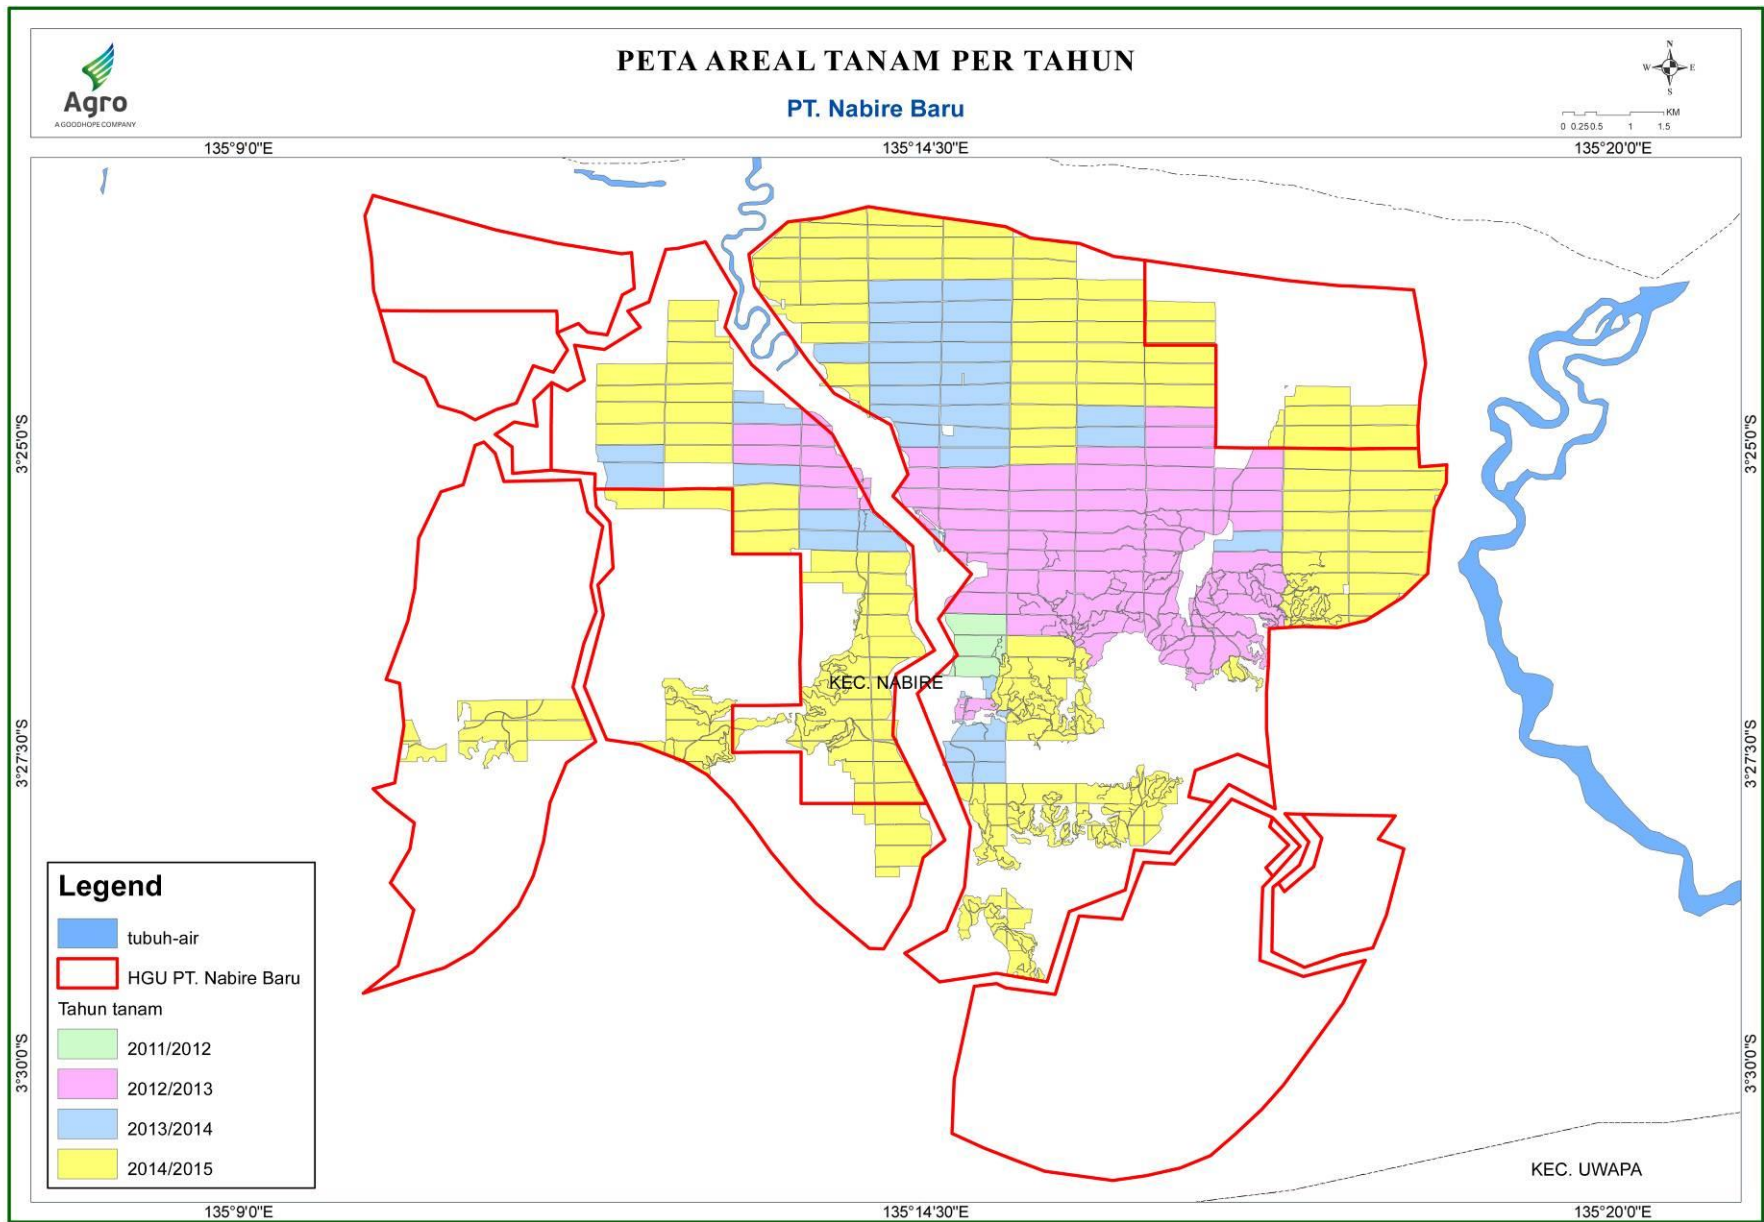 PETA AREAL TANAM PER TAHUN
PT. Nabire Baru
Agro
A GOODHOPE COMPANY
N
W E
S
KM
0 0.25 0.5 1 1.5
135°9'0"E 135°14'30"E 135°20'0"E
3°25'0"S 3°25'0"S
KEC. NABIRE
3°27'30"S 3°27'30"S
Legend
tubuh-air
HGU PT. Nabire Baru
Tahun tanam
2011/2012
2012/2013
2013/2014
2014/2015
3°30'0"S 3°30'0"S
KEC. UWAPA
135°9'0"E 135°14'30"E 135°20'0"E